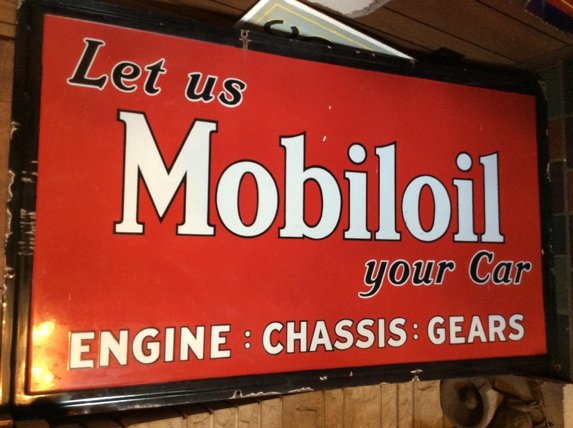 Let us
Mobiloil
your Car
ENGINE : CHASSIS : GEARS